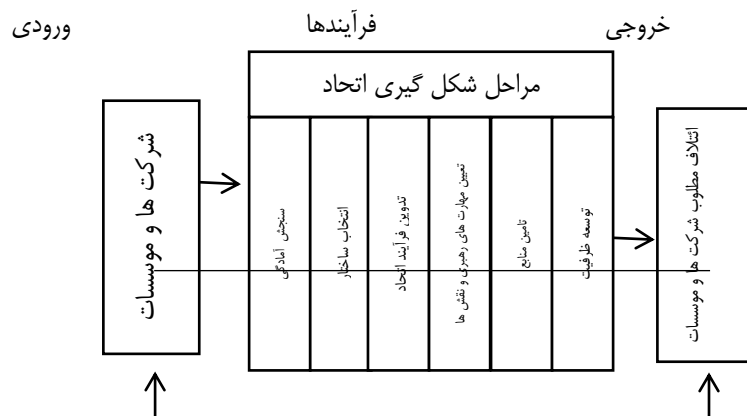 ورودی
فرآیندها
خروجی
مراحل شکل گیری اتحاد
شرکت ها و موسسات
سنجش آمادگی
انتخاب ساختار
تدوین فرآیند اتحاد
تعیین مهارت های رهبری و نقش ها
تامین منابع
توسعه ظرفیت
ائتلاف مطلوب شرکت ها و موسسات